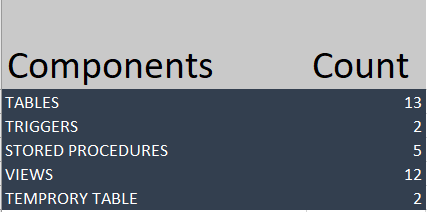 Components Count
TABLES 13
TRIGGERS 2
STORED PROCEDURES 5
VIEWS 12
TEMPRORY TABLE 2